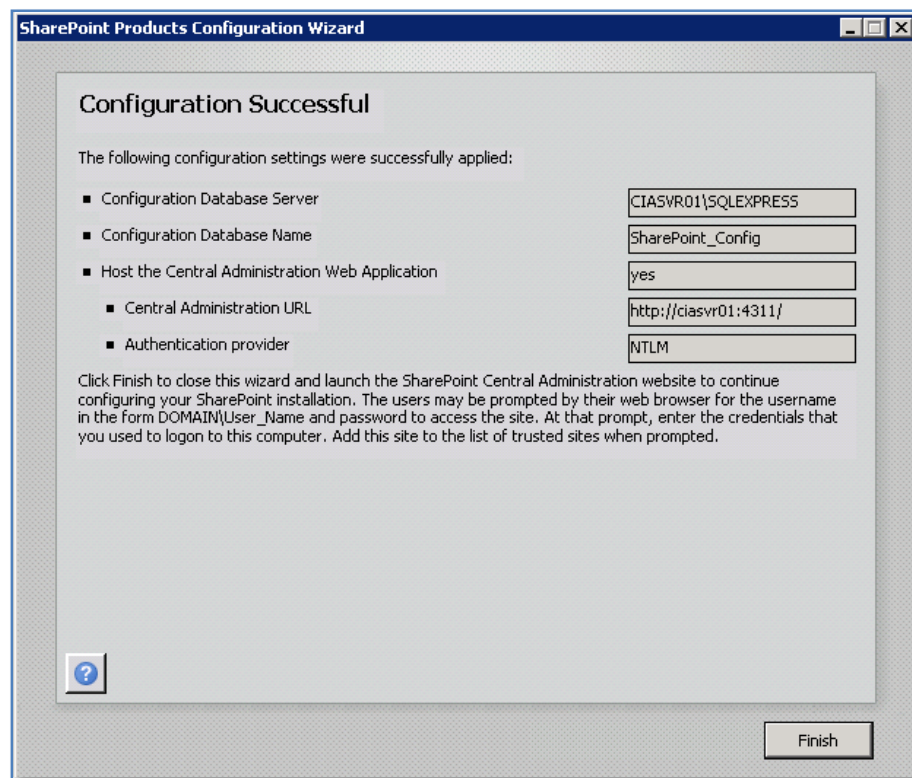 SharePoint Products Configuration Wizard
Configuration Successful
The following configuration settings were successfully applied:
Configuration Database Server CIASVR01\SQLEXPRESS
Configuration Database Name SharePoint_Config
Host the Central Administration Web Application yes
Central Administration URL http://ciasvr01:4311/
Authentication provider NTLM
Click Finish to close this wizard and launch the SharePoint Central Administration website to continue
configuring your SharePoint installation. The users may be prompted by their web browser for the username
in the form DOMAIN\User_Name and password to access the site. At that prompt, enter the credentials that
you used to logon to this computer. Add this site to the list of trusted sites when prompted.
?
Finish